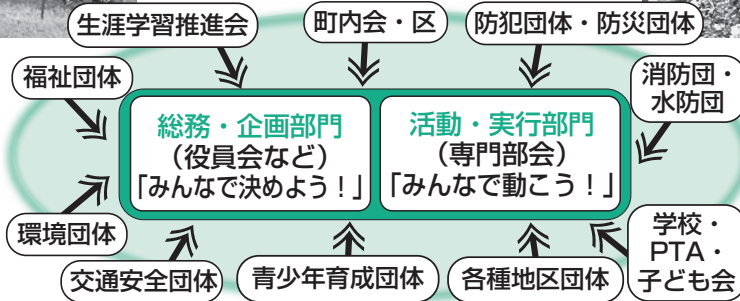 生涯学習推進会
町内会・区
防犯団体・防災団体
福祉団体
消防団・
水防団
総務・企画部門
（役員会など）
「みんなで決めよう！」
活動・実行部門
（専門部会）
「みんなで動こう！」
環境団体
交通安全団体
青少年育成団体
各種地区団体
学校・
PTA・
子ども会